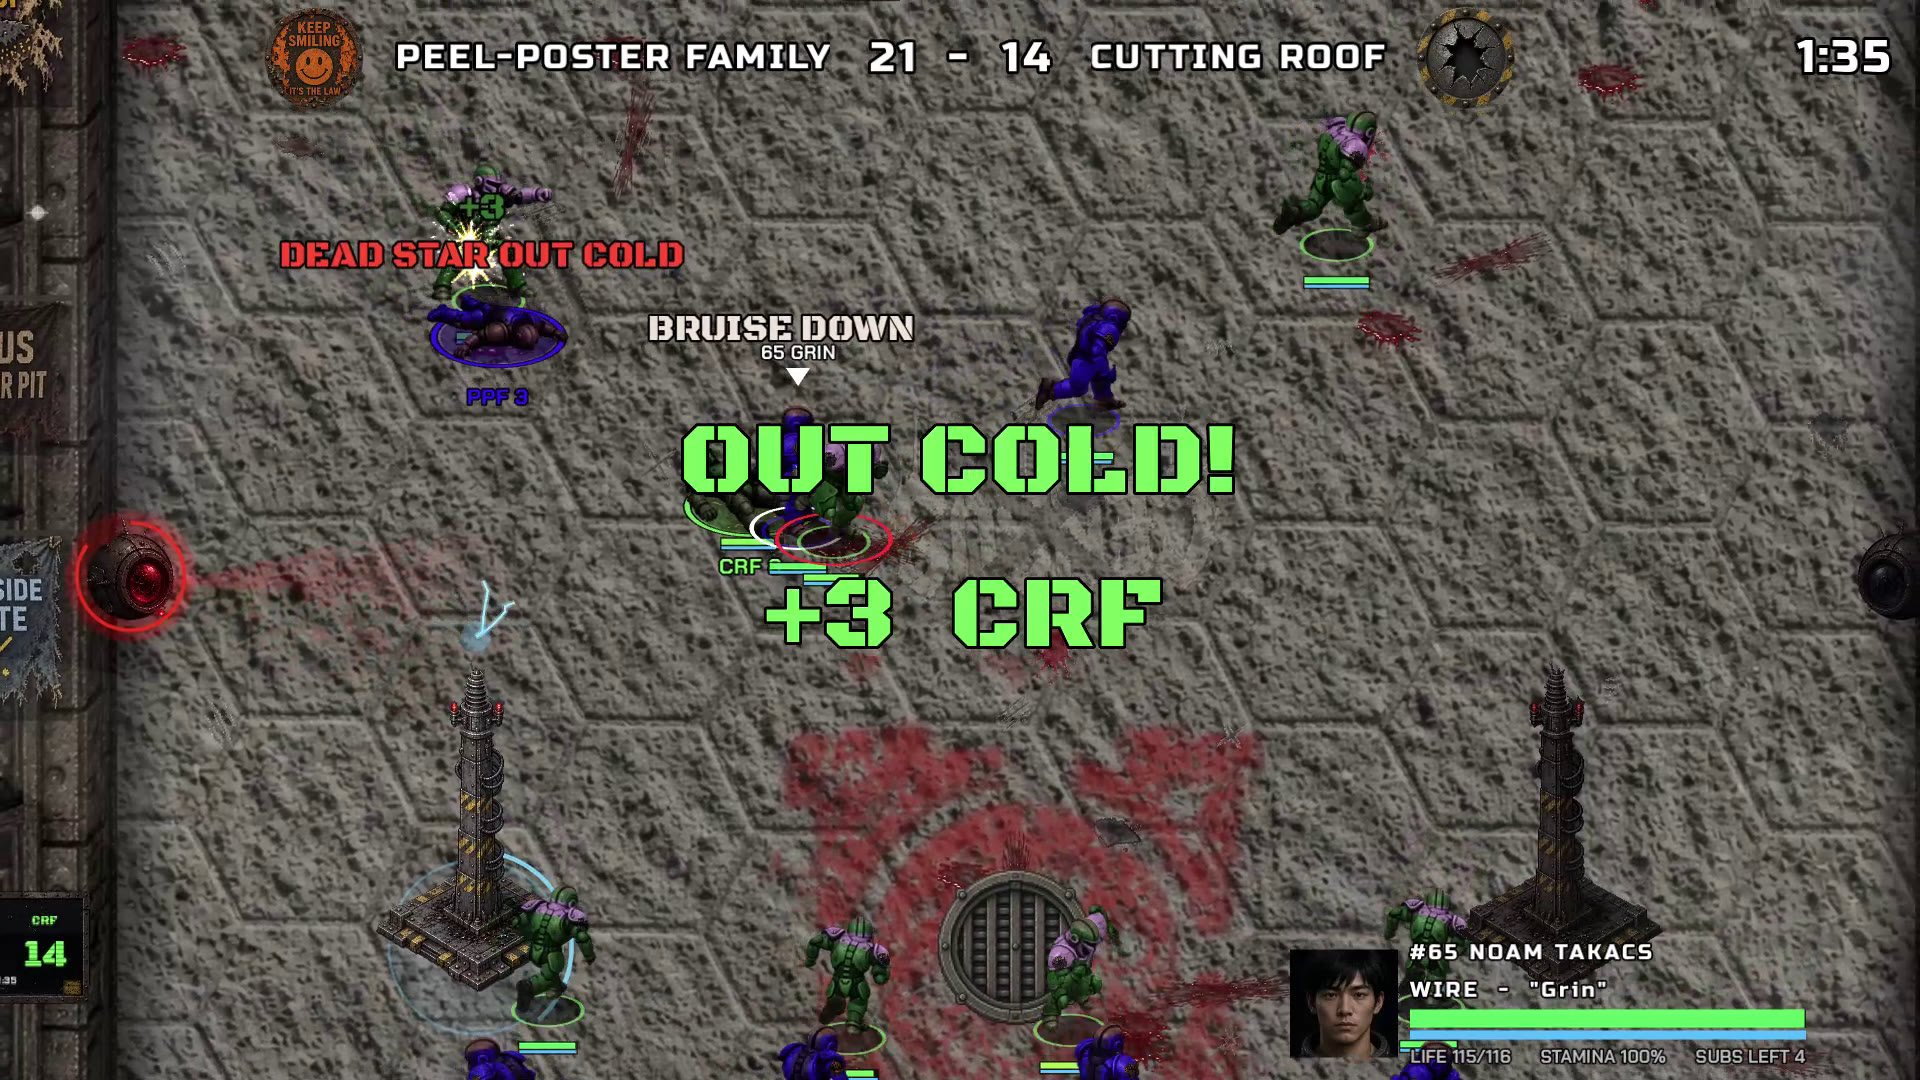 KEEP
SMILING
IT'S THE LAW
PEEL-POSTER FAMILY 21 - 14 CUTTING ROOF
1:35
+3
DEAD STAR OUT COLD
BRUISE DOWN
65 GRIN
US
R PIT
PPF 3
OUT COLD!
CRF
+3 CRF
SIDE
TE
CRF
14
:35
#65 NOAM TAKACS
WIRE - "Grin"
LIFE 115/116 STAMINA 100% SUBS LEFT 4